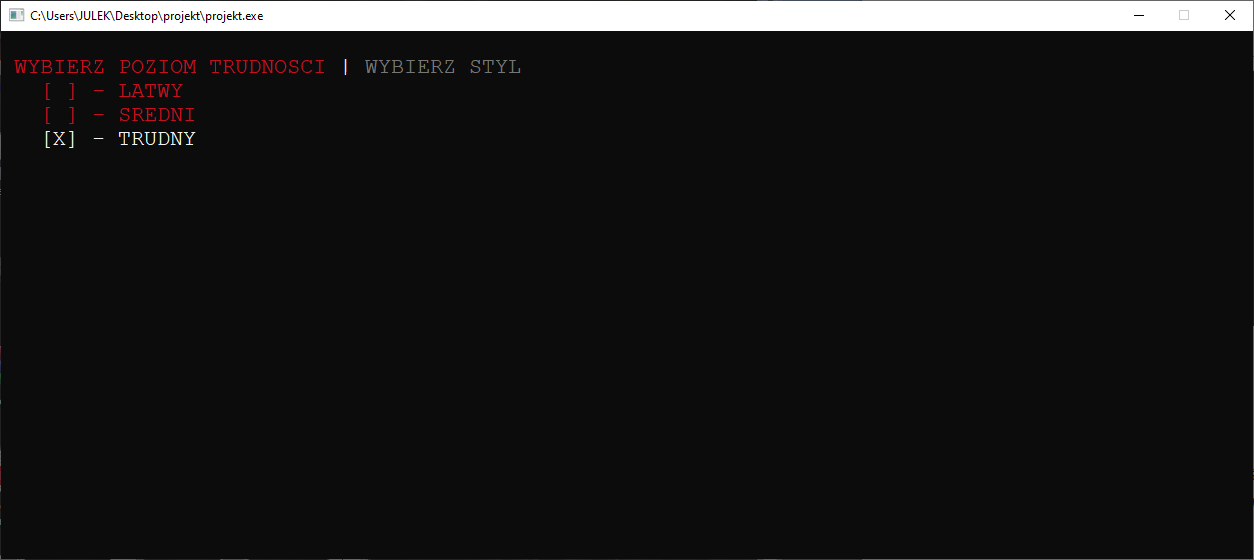 C:\Users\JULEK\Desktop\projekt\projekt.exe
WYBIERZ POZIOM TRUDNOSCI | WYBIERZ STYL
[ ] - LATWY
[ ] - SREDNI
[X] - TRUDNY